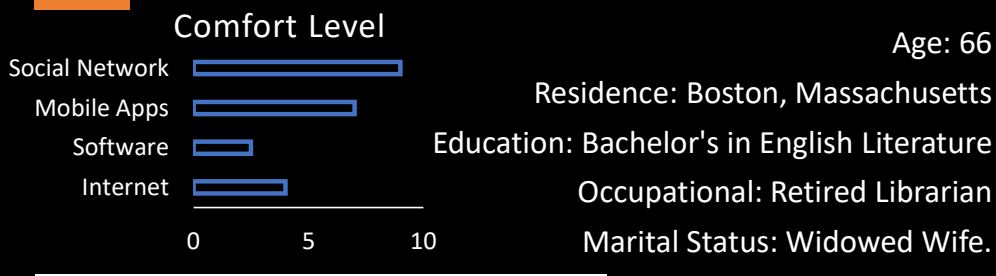 Comfort Level
Social Network
Mobile Apps
Software
Internet
0 5 10
Age: 66
Residence: Boston, Massachusetts
Education: Bachelor's in English Literature
Occupational: Retired Librarian
Marital Status: Widowed Wife.